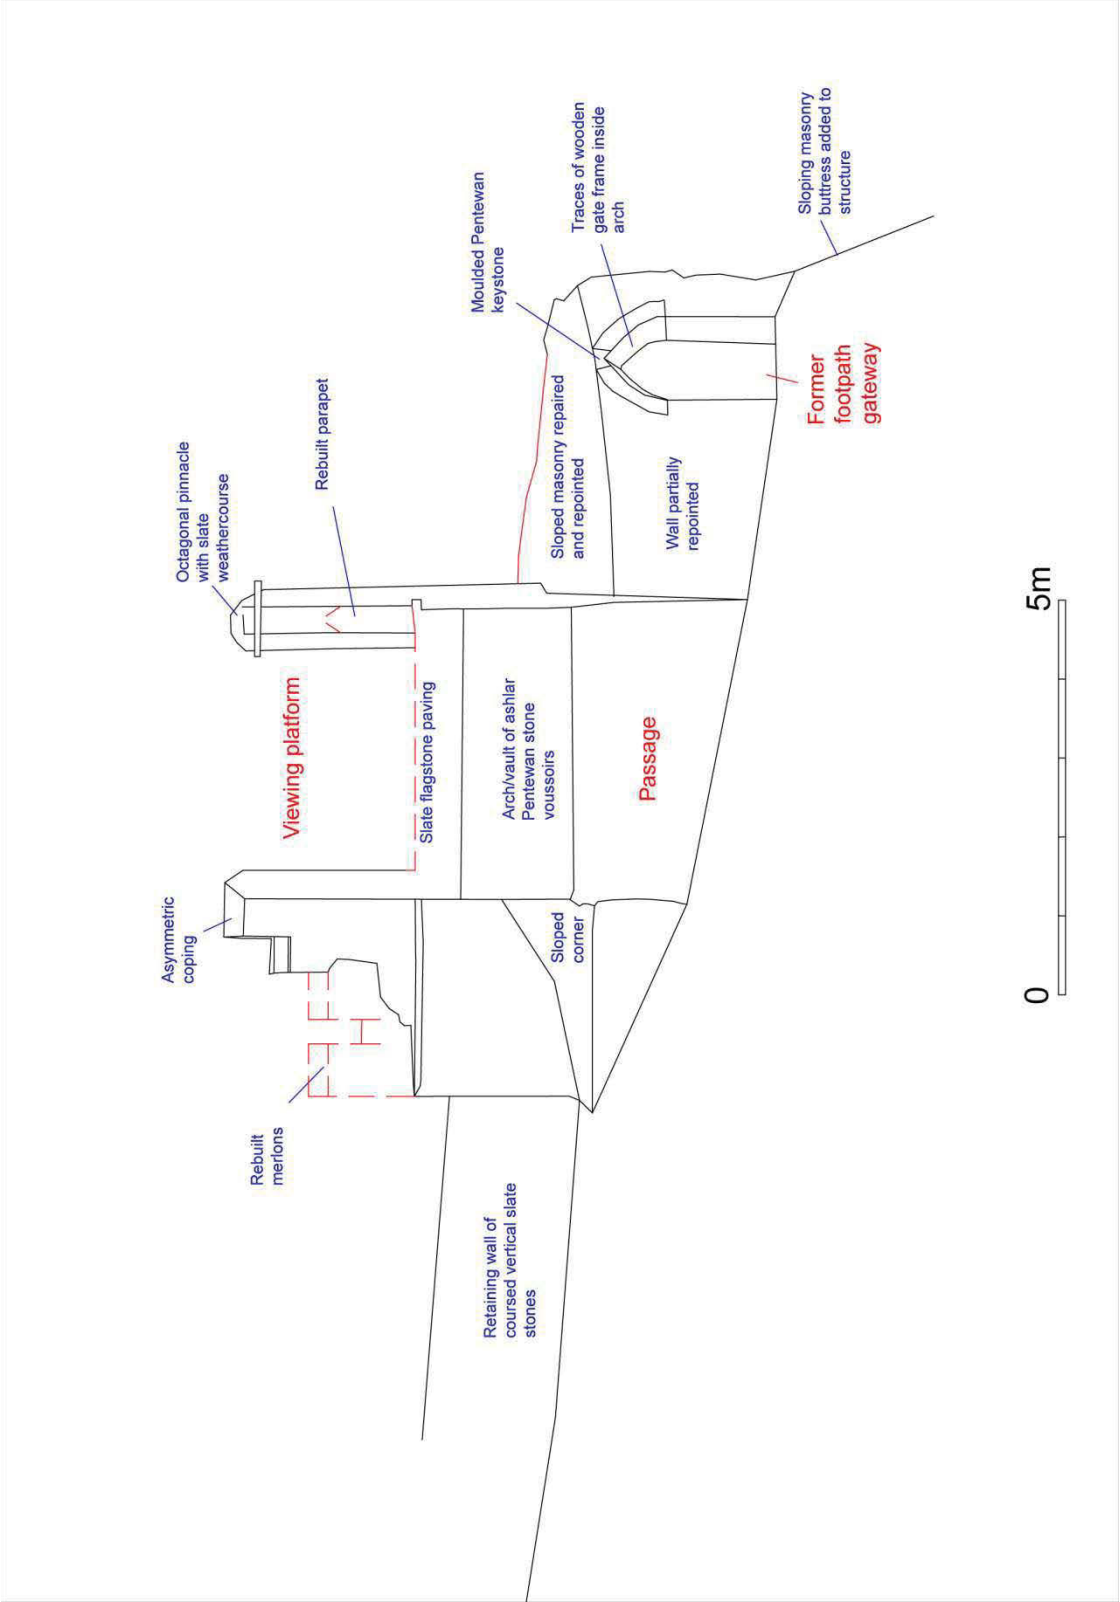 Octagonal pinnacle
with slate
weathercourse
Asymmetric
coping
Rebuilt parapet
Viewing platform
Rebuilt
merlons
Slate flagstone paving
Moulded Pentewan
keystone
Retaining wall of
coursed vertical slate
stones
Arch/vault of ashlar
Pentewan stone
voussoirs
Sloped
corner
Sloped masonry repaired
and repointed
Traces of wooden
gate frame inside
arch
Passage
Wall partially
repointed
Former
footpath
gateway
Sloping masonry
buttress added to
structure
0
5m